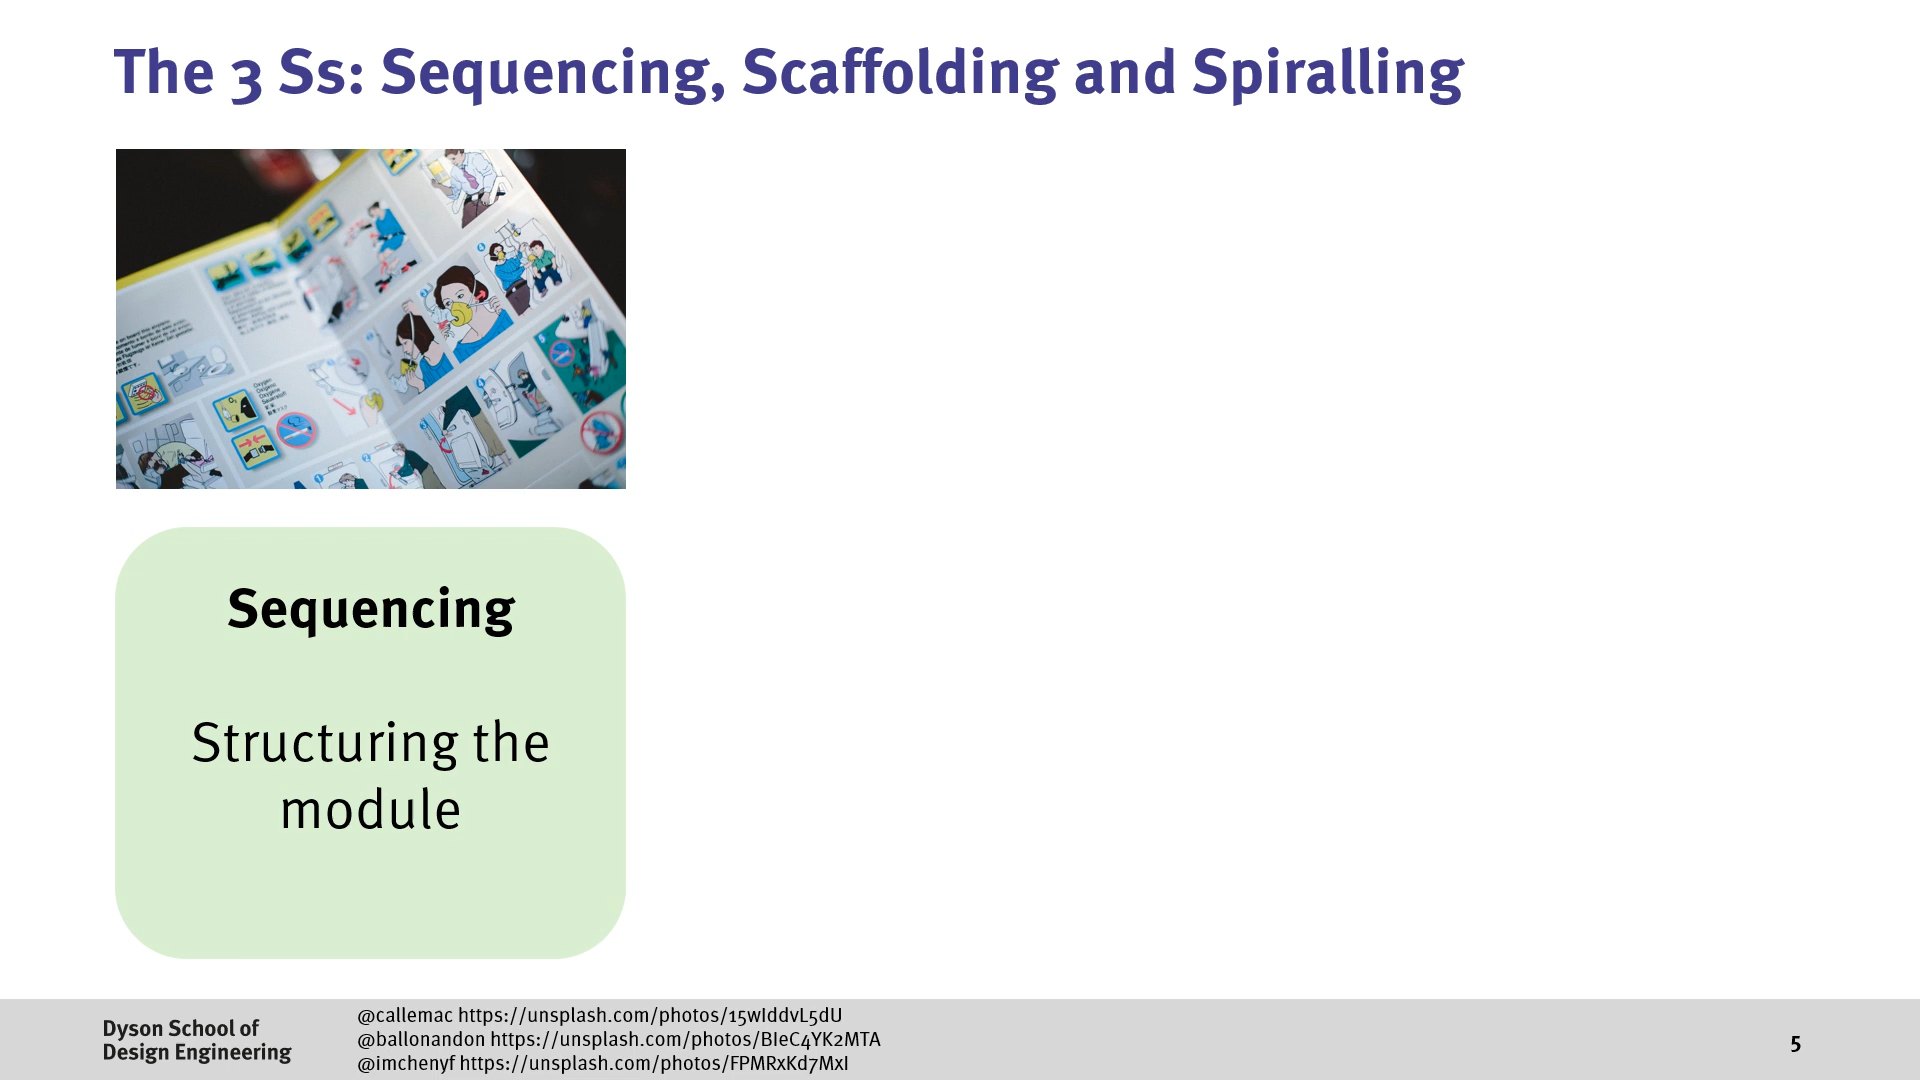 The 3 Ss: Sequencing, Scaffolding and Spiralling
Oxygen
Sequencing
Structuring the
module
Dyson School of
Design Engineering
@callemac https://unsplash.com/photos/15wIddvL5dU
@ballonandon https://unsplash.com/photos/BIeC4YK2MTA
@imchenyf https://unsplash.com/photos/FPMRxKd7MxI
5